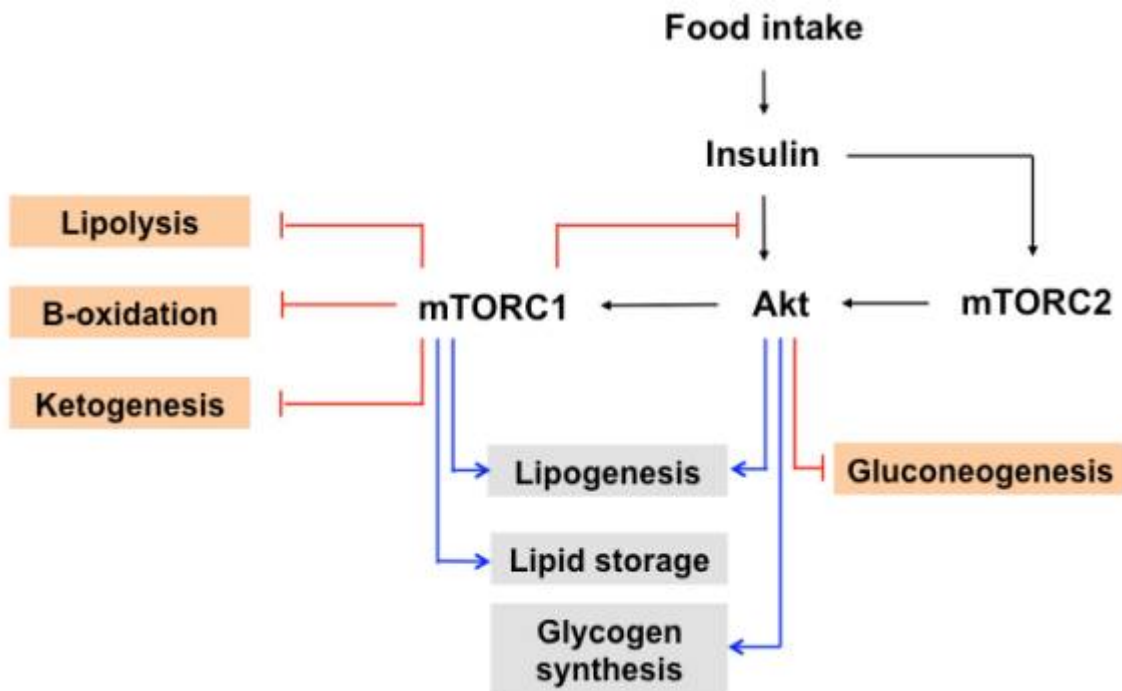 Food intake
Insulin
Lipolysis
B-oxidation
mTORC1
Akt
mTORC2
Ketogenesis
Lipogenesis
Gluconeogenesis
Lipid storage
Glycogen
synthesis